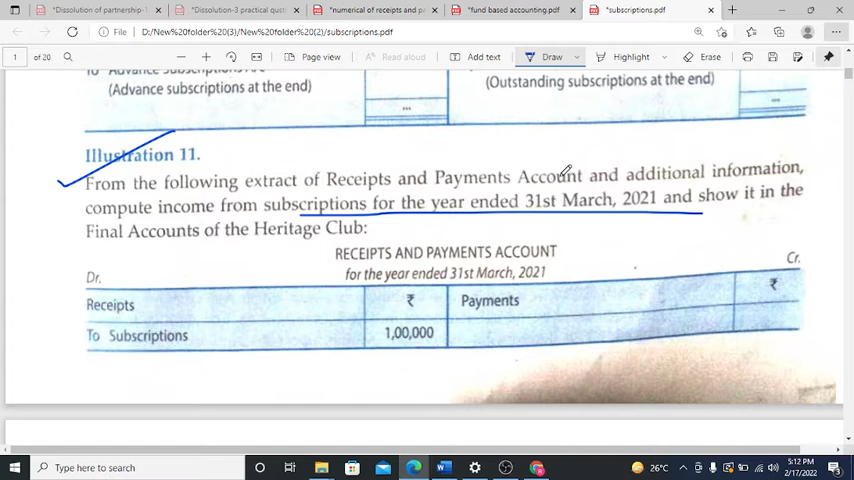 *Dissolution of partnership-1
*Dissolution-3 practical quest
*numerical of receipts and pa
*fund based accounting.pdf
*subscriptions.pdf
File
D:/New%20folder%20(3)/New%20folder%20(2)/subscriptions.pdf
1 of 20
Page view
Read aloud
Add text
Draw
Highlight
Erase
(Advance subscriptions at the end)
(Outstanding subscriptions at the end)
...
...
Illustration 11.
From the following extract of Receipts and Payments Account and additional information,
compute income from subscriptions for the year ended 31st March, 2021 and show it in the
Final Accounts of the Heritage Club:
RECEIPTS AND PAYMENTS ACCOUNT
Dr. for the year ended 31st March, 2021 Cr.
Receipts ₹ Payments ₹
To Subscriptions 1,00,000
Type here to search
26°C
5:12 PM
2/17/2022
3